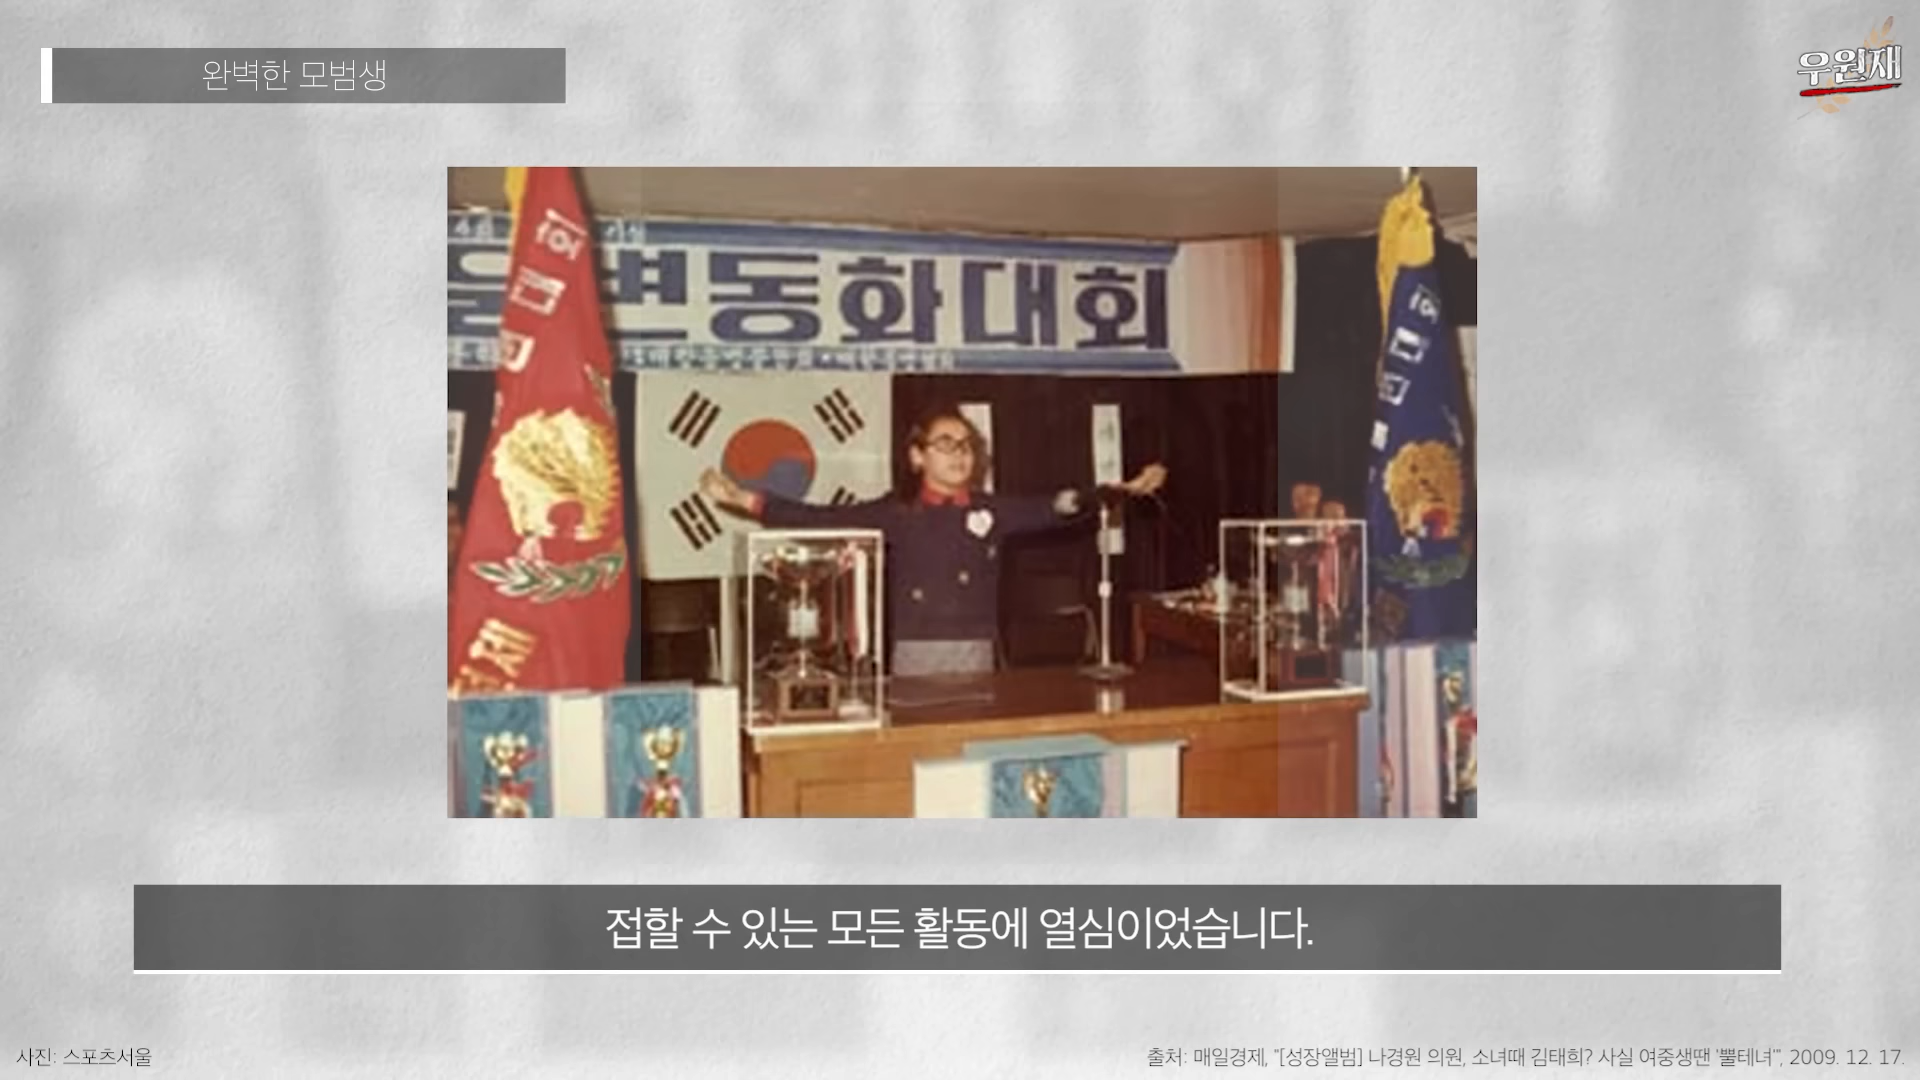 완벽한 모범생
우원재
변동화대회
접할 수 있는 모든 활동에 열심이었습니다.
사진: 스포츠서울
출처: 매일경제, "[성장앨범] 나경원 의원, 소녀때 김태희? 사실 여중생땐 '뿔테녀'", 2009. 12. 17.